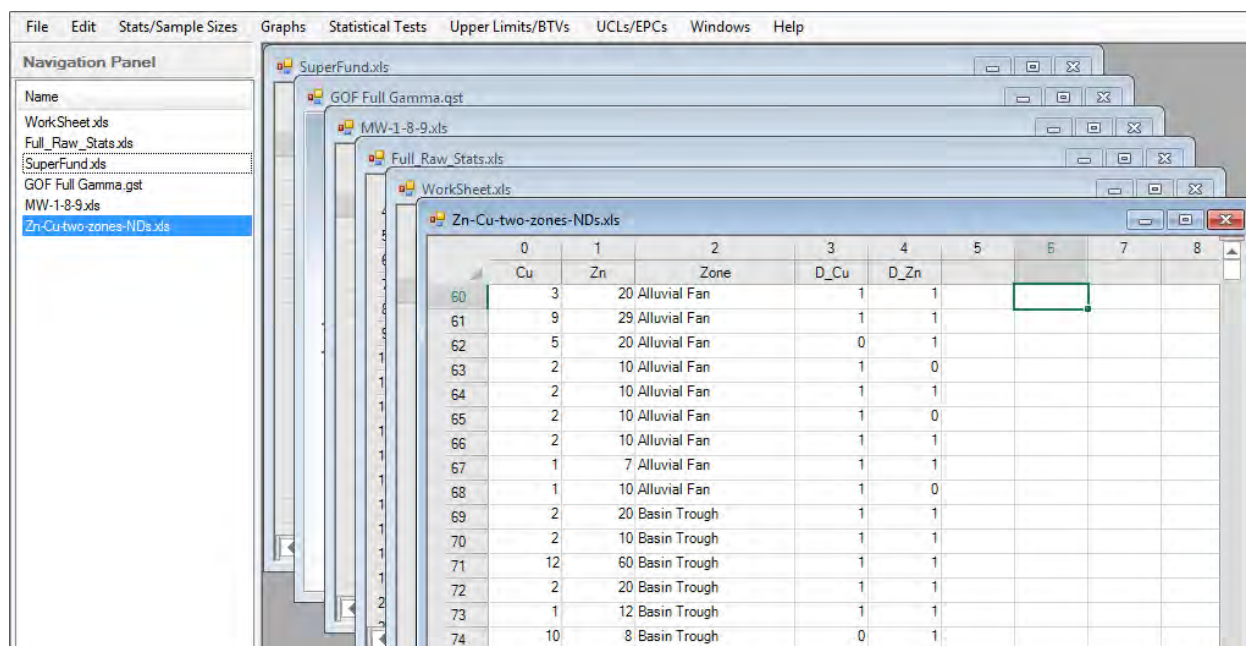 File Edit Stats/Sample Sizes Graphs Statistical Tests Upper Limits/BTVs UCLs/EPCs Windows Help
Navigation Panel
Name
WorkSheet.xls
Full_Raw_Stats.xls
SuperFund.xls
GOF Full Gamma.gst
MW-1-8-9.xls
Zn-Cu-two-zones-NDs.xls
SuperFund.xls
GOF Full Gamma.gst
MW-1-8-9.xls
Full_Raw_Stats.xls
WorkSheet.xls
Zn-Cu-two-zones-NDs.xls
0 1 2 3 4 5 6 7 8
Cu Zn Zone D_Cu D_Zn
60 3 20 Alluvial Fan 1 1
61 9 29 Alluvial Fan 1 1
62 5 20 Alluvial Fan 0 1
63 2 10 Alluvial Fan 1 0
64 2 10 Alluvial Fan 1 1
65 2 10 Alluvial Fan 1 0
66 2 10 Alluvial Fan 1 1
67 1 7 Alluvial Fan 1 1
68 1 10 Alluvial Fan 1 0
69 2 20 Basin Trough 1 1
70 2 10 Basin Trough 1 1
71 12 60 Basin Trough 1 1
72 2 20 Basin Trough 1 1
73 1 12 Basin Trough 1 1
74 10 8 Basin Trough 0 1